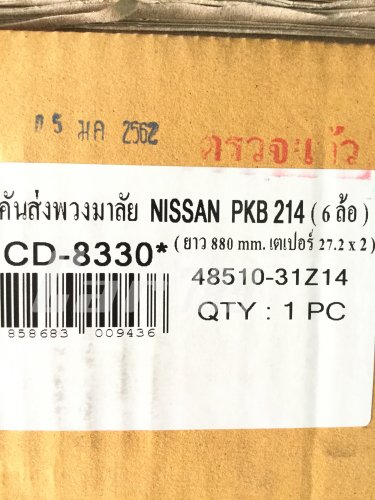 05 มค 2562
ตรวจแล้ว
คันส่งพวงมาลัย NISSAN PKB 214 ( 6 ล้อ )
( ยาว 880 mm. เตเปอร์ 27.2 x 2 )
CD-8330*
48510-31Z14
QTY : 1 PC
858683 009436